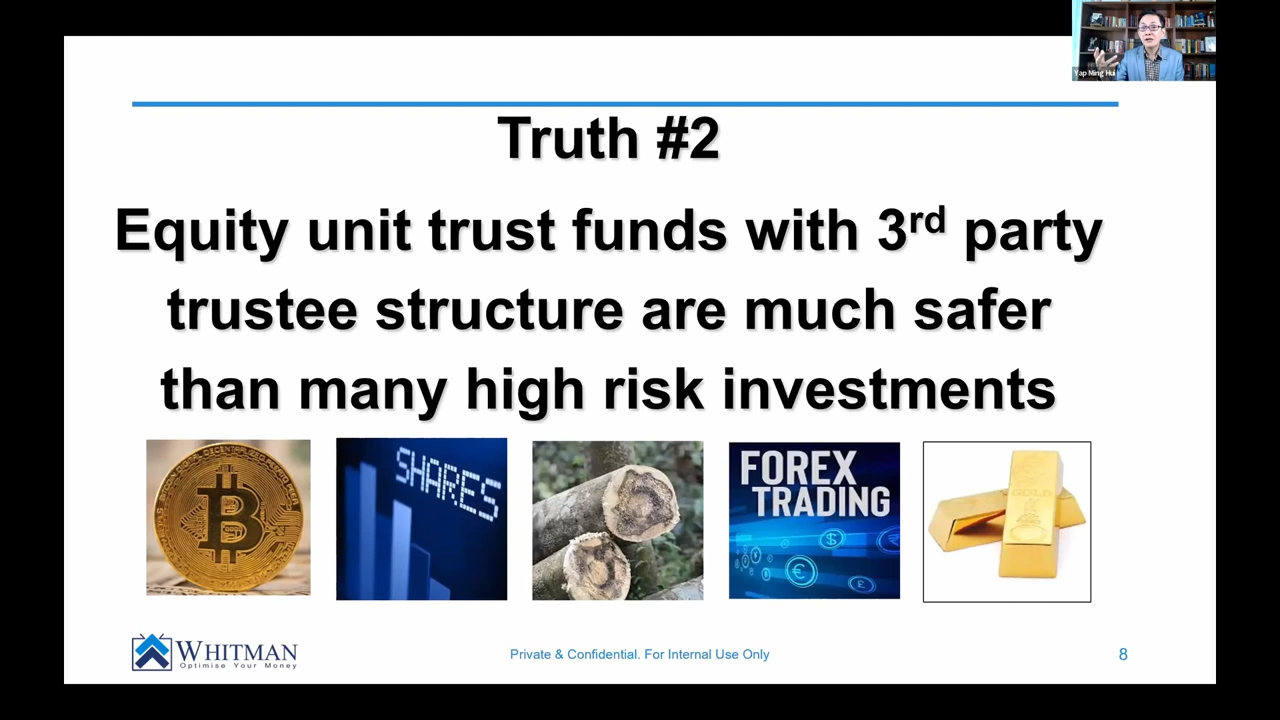 Yap Ming Hui
Truth #2
Equity unit trust funds with 3rd party
trustee structure are much safer
than many high risk investments
SHARES
FOREX
TRADING
GOLD
WHITMAN
Optimise Your Money
Private & Confidential. For Internal Use Only
8